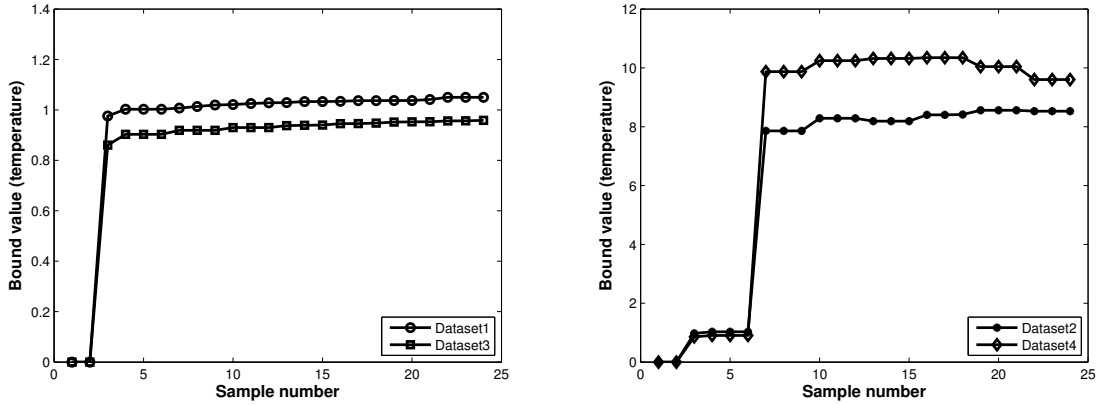 1.4
1.2
1
0.8
0.6
0.4
0.2
0
0 5 10 15 20 25
Bound value (temperature)
Sample number
Dataset1
Dataset3
12
10
8
6
4
2
0
0 5 10 15 20 25
Bound value (temperature)
Sample number
Dataset2
Dataset4